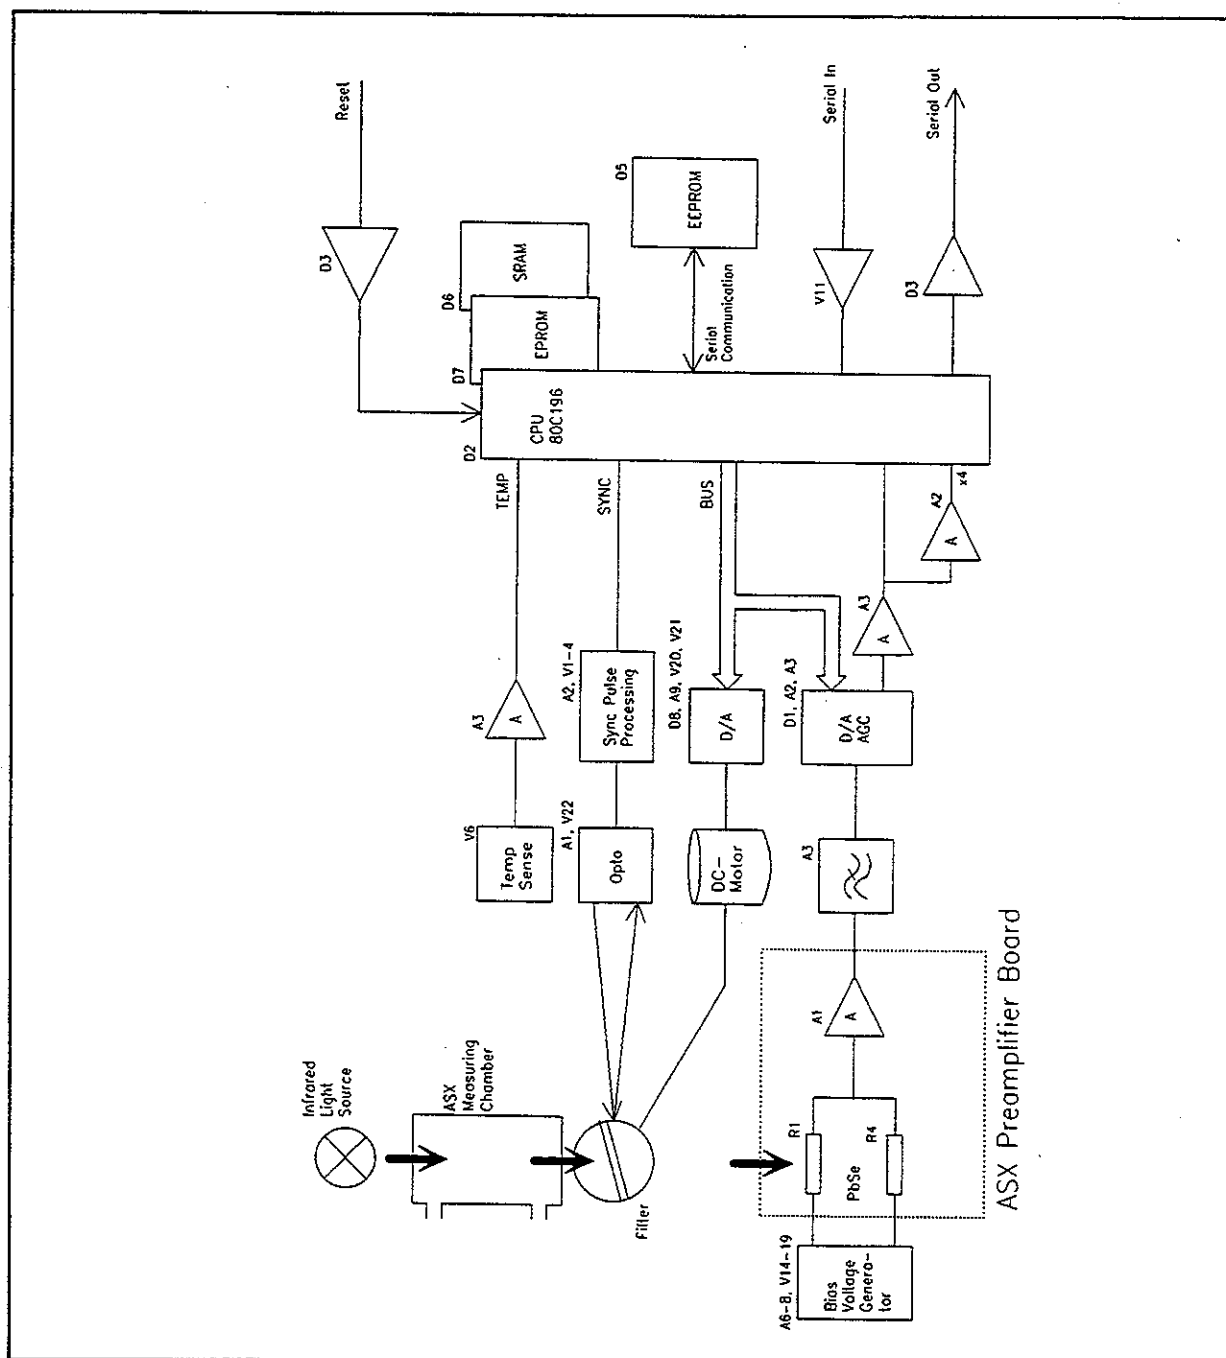 Infrared
Light
Source
ASX
Measuring
Chamber
Filter
A6-8, V14-19
Bias
Voltage
Genera-
tor
R1
PbSe
R4
A1
A
ASX Preamplifier Board
V6
Temp
Sense
A1, V22
Opto
DC-
Motor
A3
A3
A
A2, V1-4
Sync Pulse
Processing
D8, A9, V20, V21
D/A
D1, A2, A3
D/A
AGC
A3
A
A2
A
x4
TEMP
SYNC
BUS
D2
CPU
80C196
D7
EPROM
D6
SRAM
D3
Reset
Serial
Communication
D5
EEPROM
V11
Serial In
D3
Serial Out